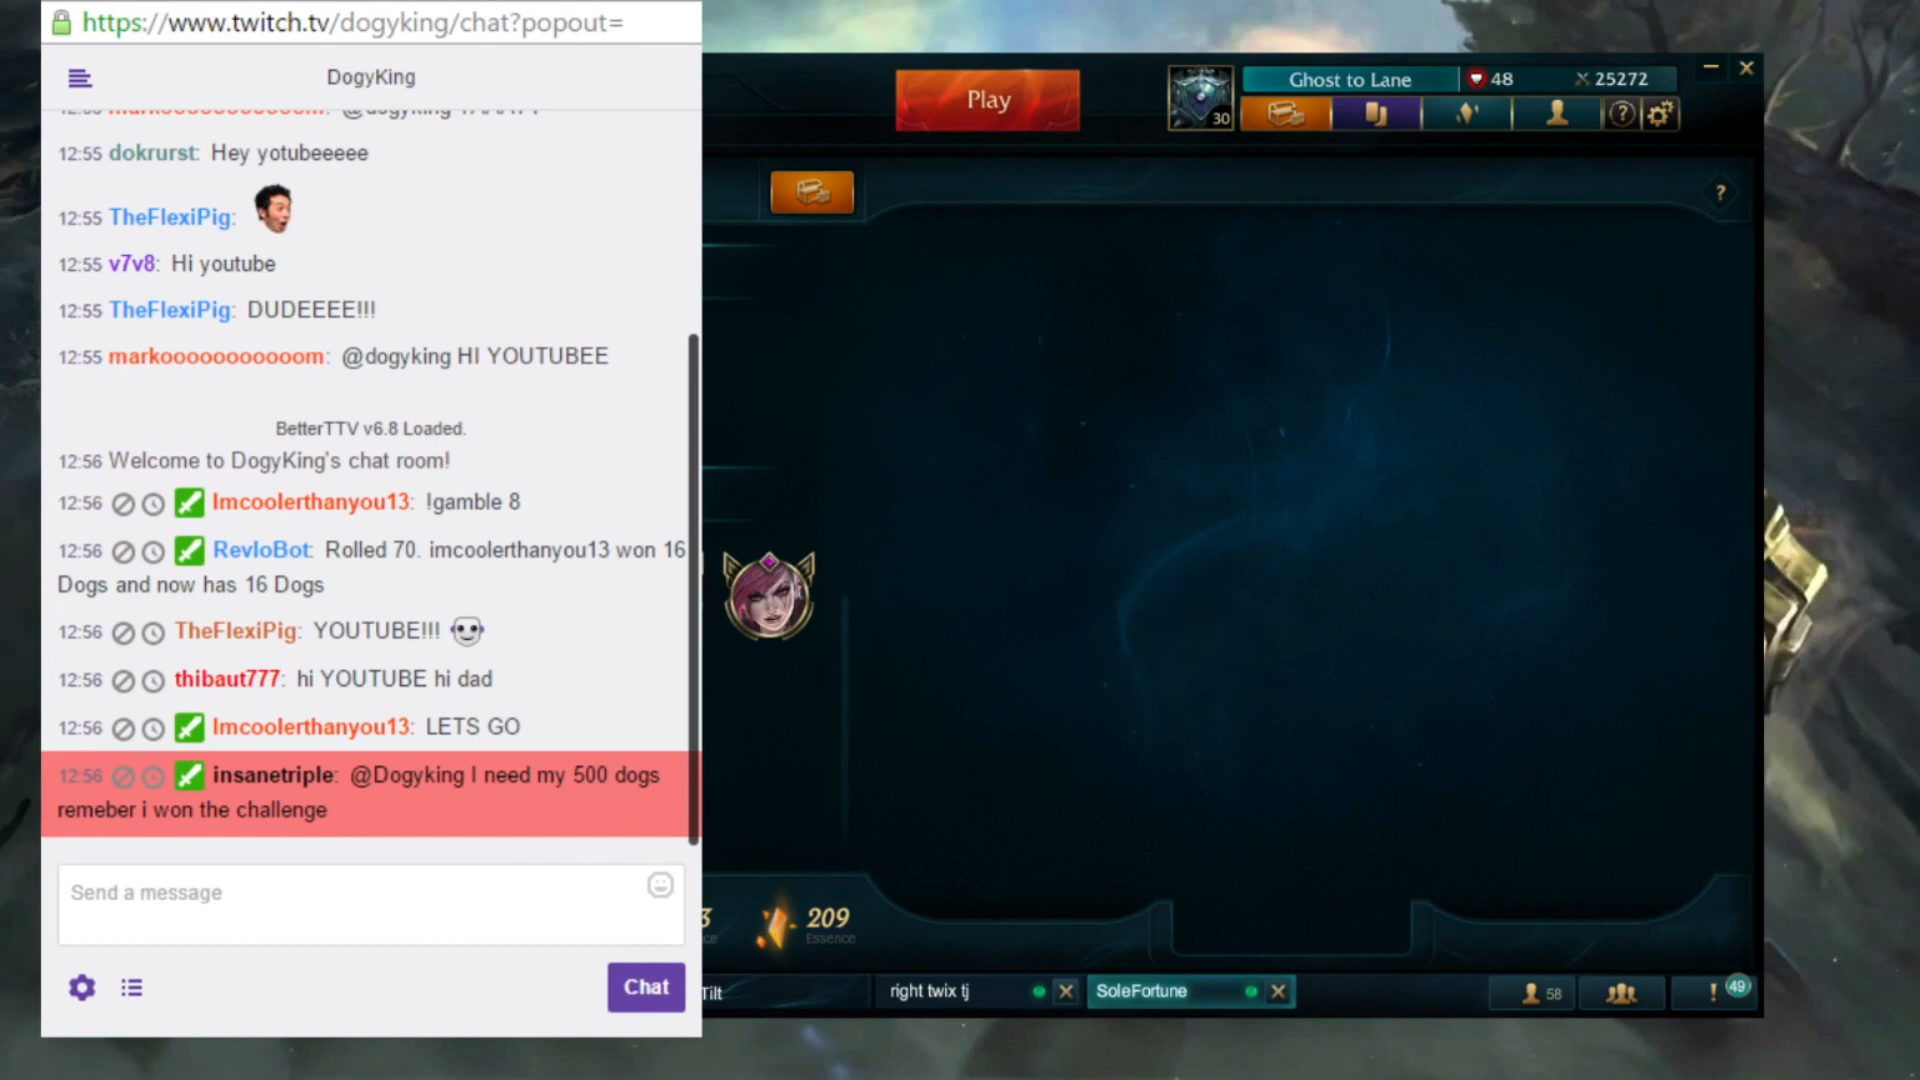 https://www.twitch.tv/dogyking/chat?popout=
DogyKing
12:55 dokrurst: Hey yotubeeeee
12:55 TheFlexiPig:
12:55 v7v8: Hi youtube
12:55 TheFlexiPig: DUDEEEE!!!
12:55 markooooooooooom: @dogyking HI YOUTUBEE
BetterTTV v6.8 Loaded.
12:56 Welcome to DogyKing's chat room!
12:56 Imcoolerthanyou13: !gamble 8
12:56 RevloBot: Rolled 70. imcoolerthanyou13 won 16
Dogs and now has 16 Dogs
12:56 TheFlexiPig: YOUTUBE!!!
12:56 thibaut777: hi YOUTUBE hi dad
12:56 Imcoolerthanyou13: LETS GO
12:56 insanetriple: @Dogyking I need my 500 dogs
remeber i won the challenge
Send a message
Chat
Play
30
Ghost to Lane
48
25272
?
?
3
209
Essence
Tilt
right twix tj
X
SoleFortune
X
58
!
49